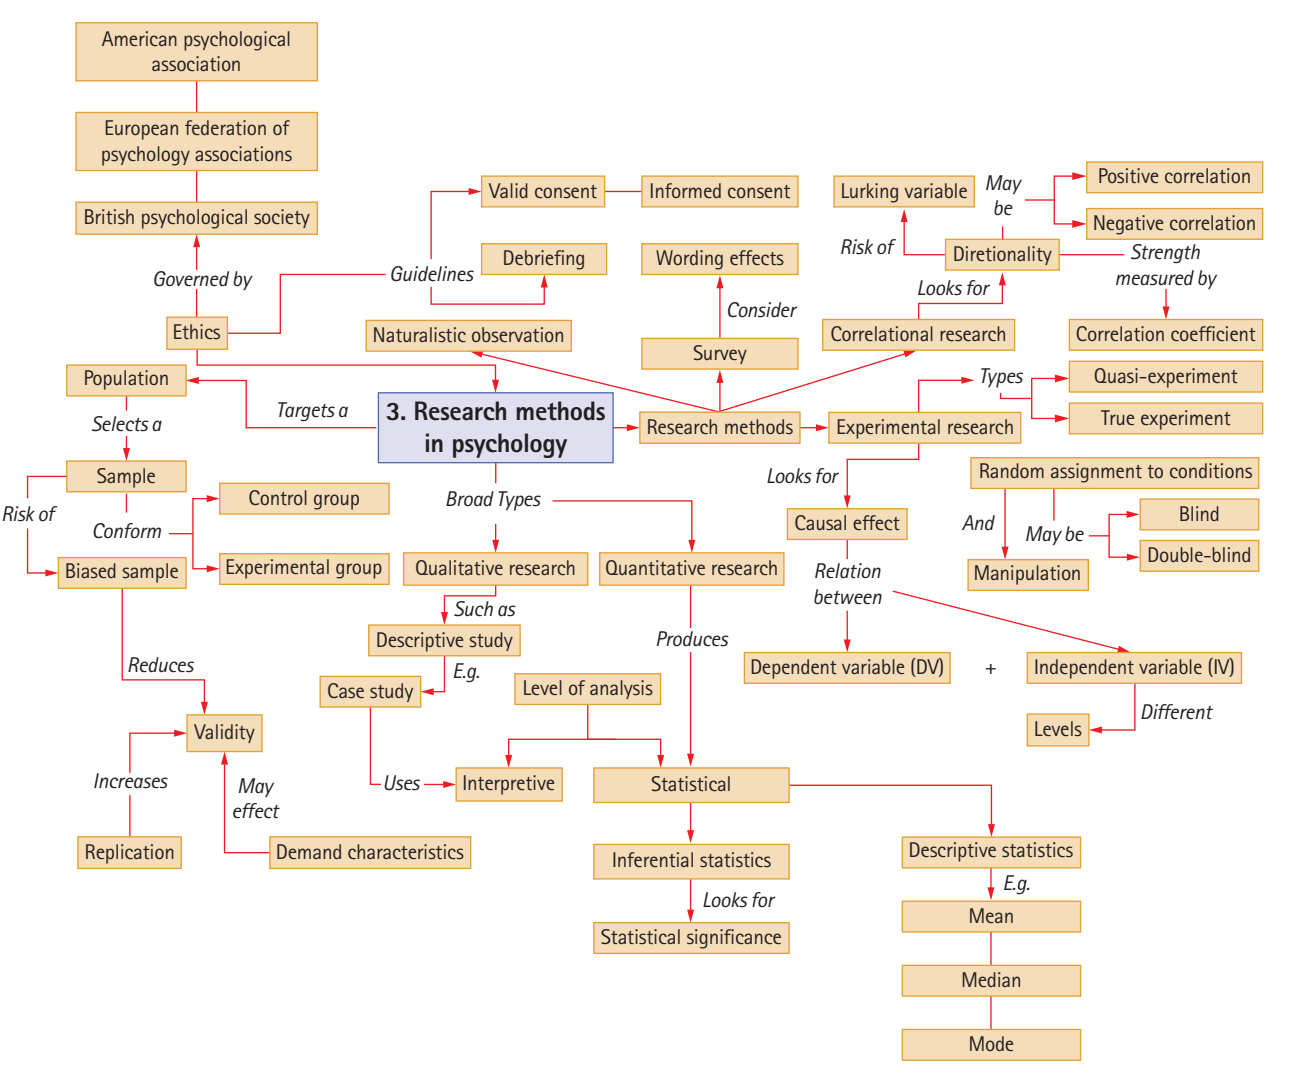 American psychological
association
European federation of
psychology associations
British psychological society
Governed by
Ethics
Guidelines
Valid consent
Informed consent
Debriefing
Wording effects
Consider
Survey
Naturalistic observation
Lurking variable
May
be
Positive correlation
Negative correlation
Risk of
Diretionality
Strength
measured by
Looks for
Correlational research
Correlation coefficient
Population
Targets a
3. Research methods
in psychology
Research methods
Experimental research
Types
Quasi-experiment
True experiment
Selects a
Sample
Risk of
Conform
Control group
Experimental group
Biased sample
Broad Types
Qualitative research
Quantitative research
Looks for
Causal effect
Relation
between
Random assignment to conditions
And
May be
Blind
Double-blind
Manipulation
Such as
Descriptive study
E.g.
Case study
Produces
Dependent variable (DV)
+
Independent variable (IV)
Different
Levels
Reduces
Validity
Increases
May
effect
Replication
Demand characteristics
Level of analysis
Uses
Interpretive
Statistical
Inferential statistics
Looks for
Statistical significance
Descriptive statistics
E.g.
Mean
Median
Mode